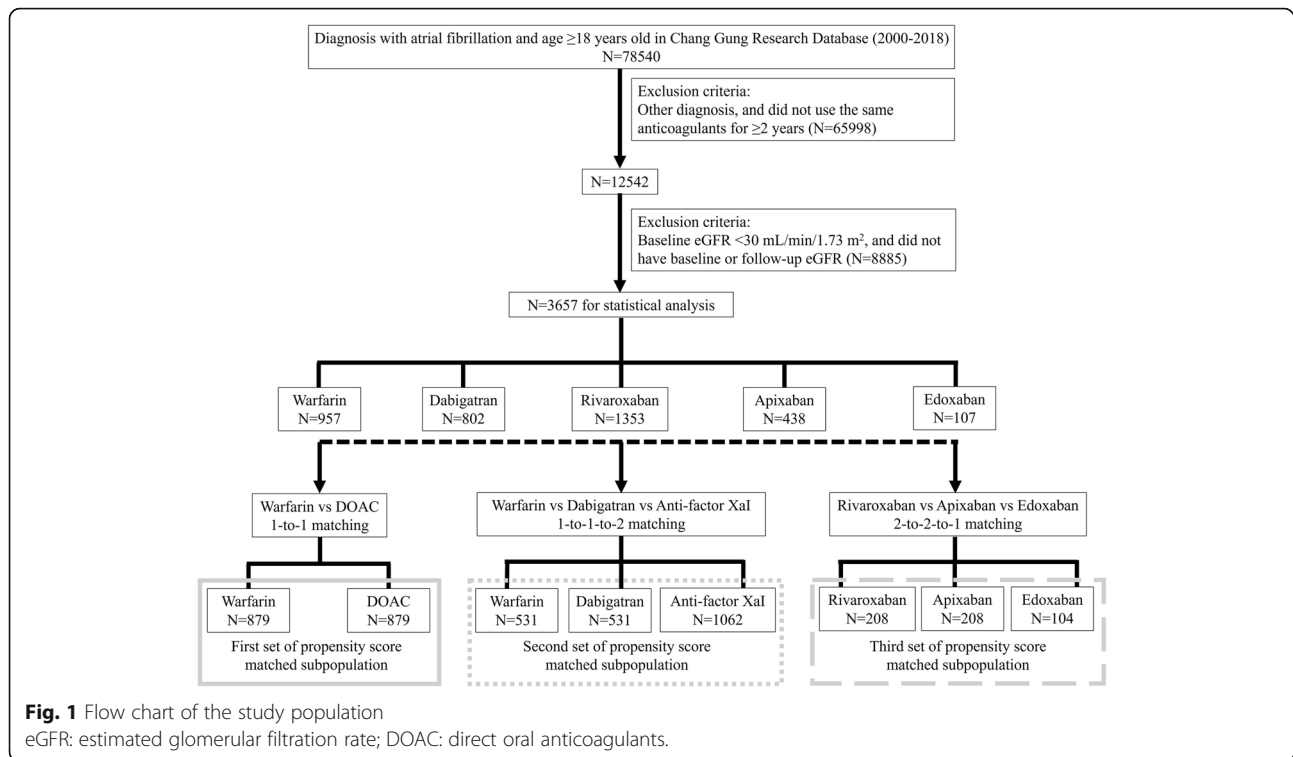 Diagnosis with atrial fibrillation and age ≥18 years old in Chang Gung Research Database (2000-2018)
N=78540
Exclusion criteria:
Other diagnosis, and did not use the same
anticoagulants for ≥2 years (N=65998)
N=12542
Exclusion criteria:
Baseline eGFR <30 mL/min/1.73 m², and did not
have baseline or follow-up eGFR (N=8885)
N=3657 for statistical analysis
Warfarin
N=957
Dabigatran
N=802
Rivaroxaban
N=1353
Apixaban
N=438
Edoxaban
N=107
Warfarin vs DOAC
1-to-1 matching
Warfarin vs Dabigatran vs Anti-factor XaI
1-to-1-to-2 matching
Rivaroxaban vs Apixaban vs Edoxaban
2-to-2-to-1 matching
Warfarin
N=879
DOAC
N=879
First set of propensity score
matched subpopulation
Warfarin
N=531
Dabigatran
N=531
Anti-factor XaI
N=1062
Second set of propensity score
matched subpopulation
Rivaroxaban
N=208
Apixaban
N=208
Edoxaban
N=104
Third set of propensity score
matched subpopulation
Fig. 1 Flow chart of the study population
eGFR: estimated glomerular filtration rate; DOAC: direct oral anticoagulants.